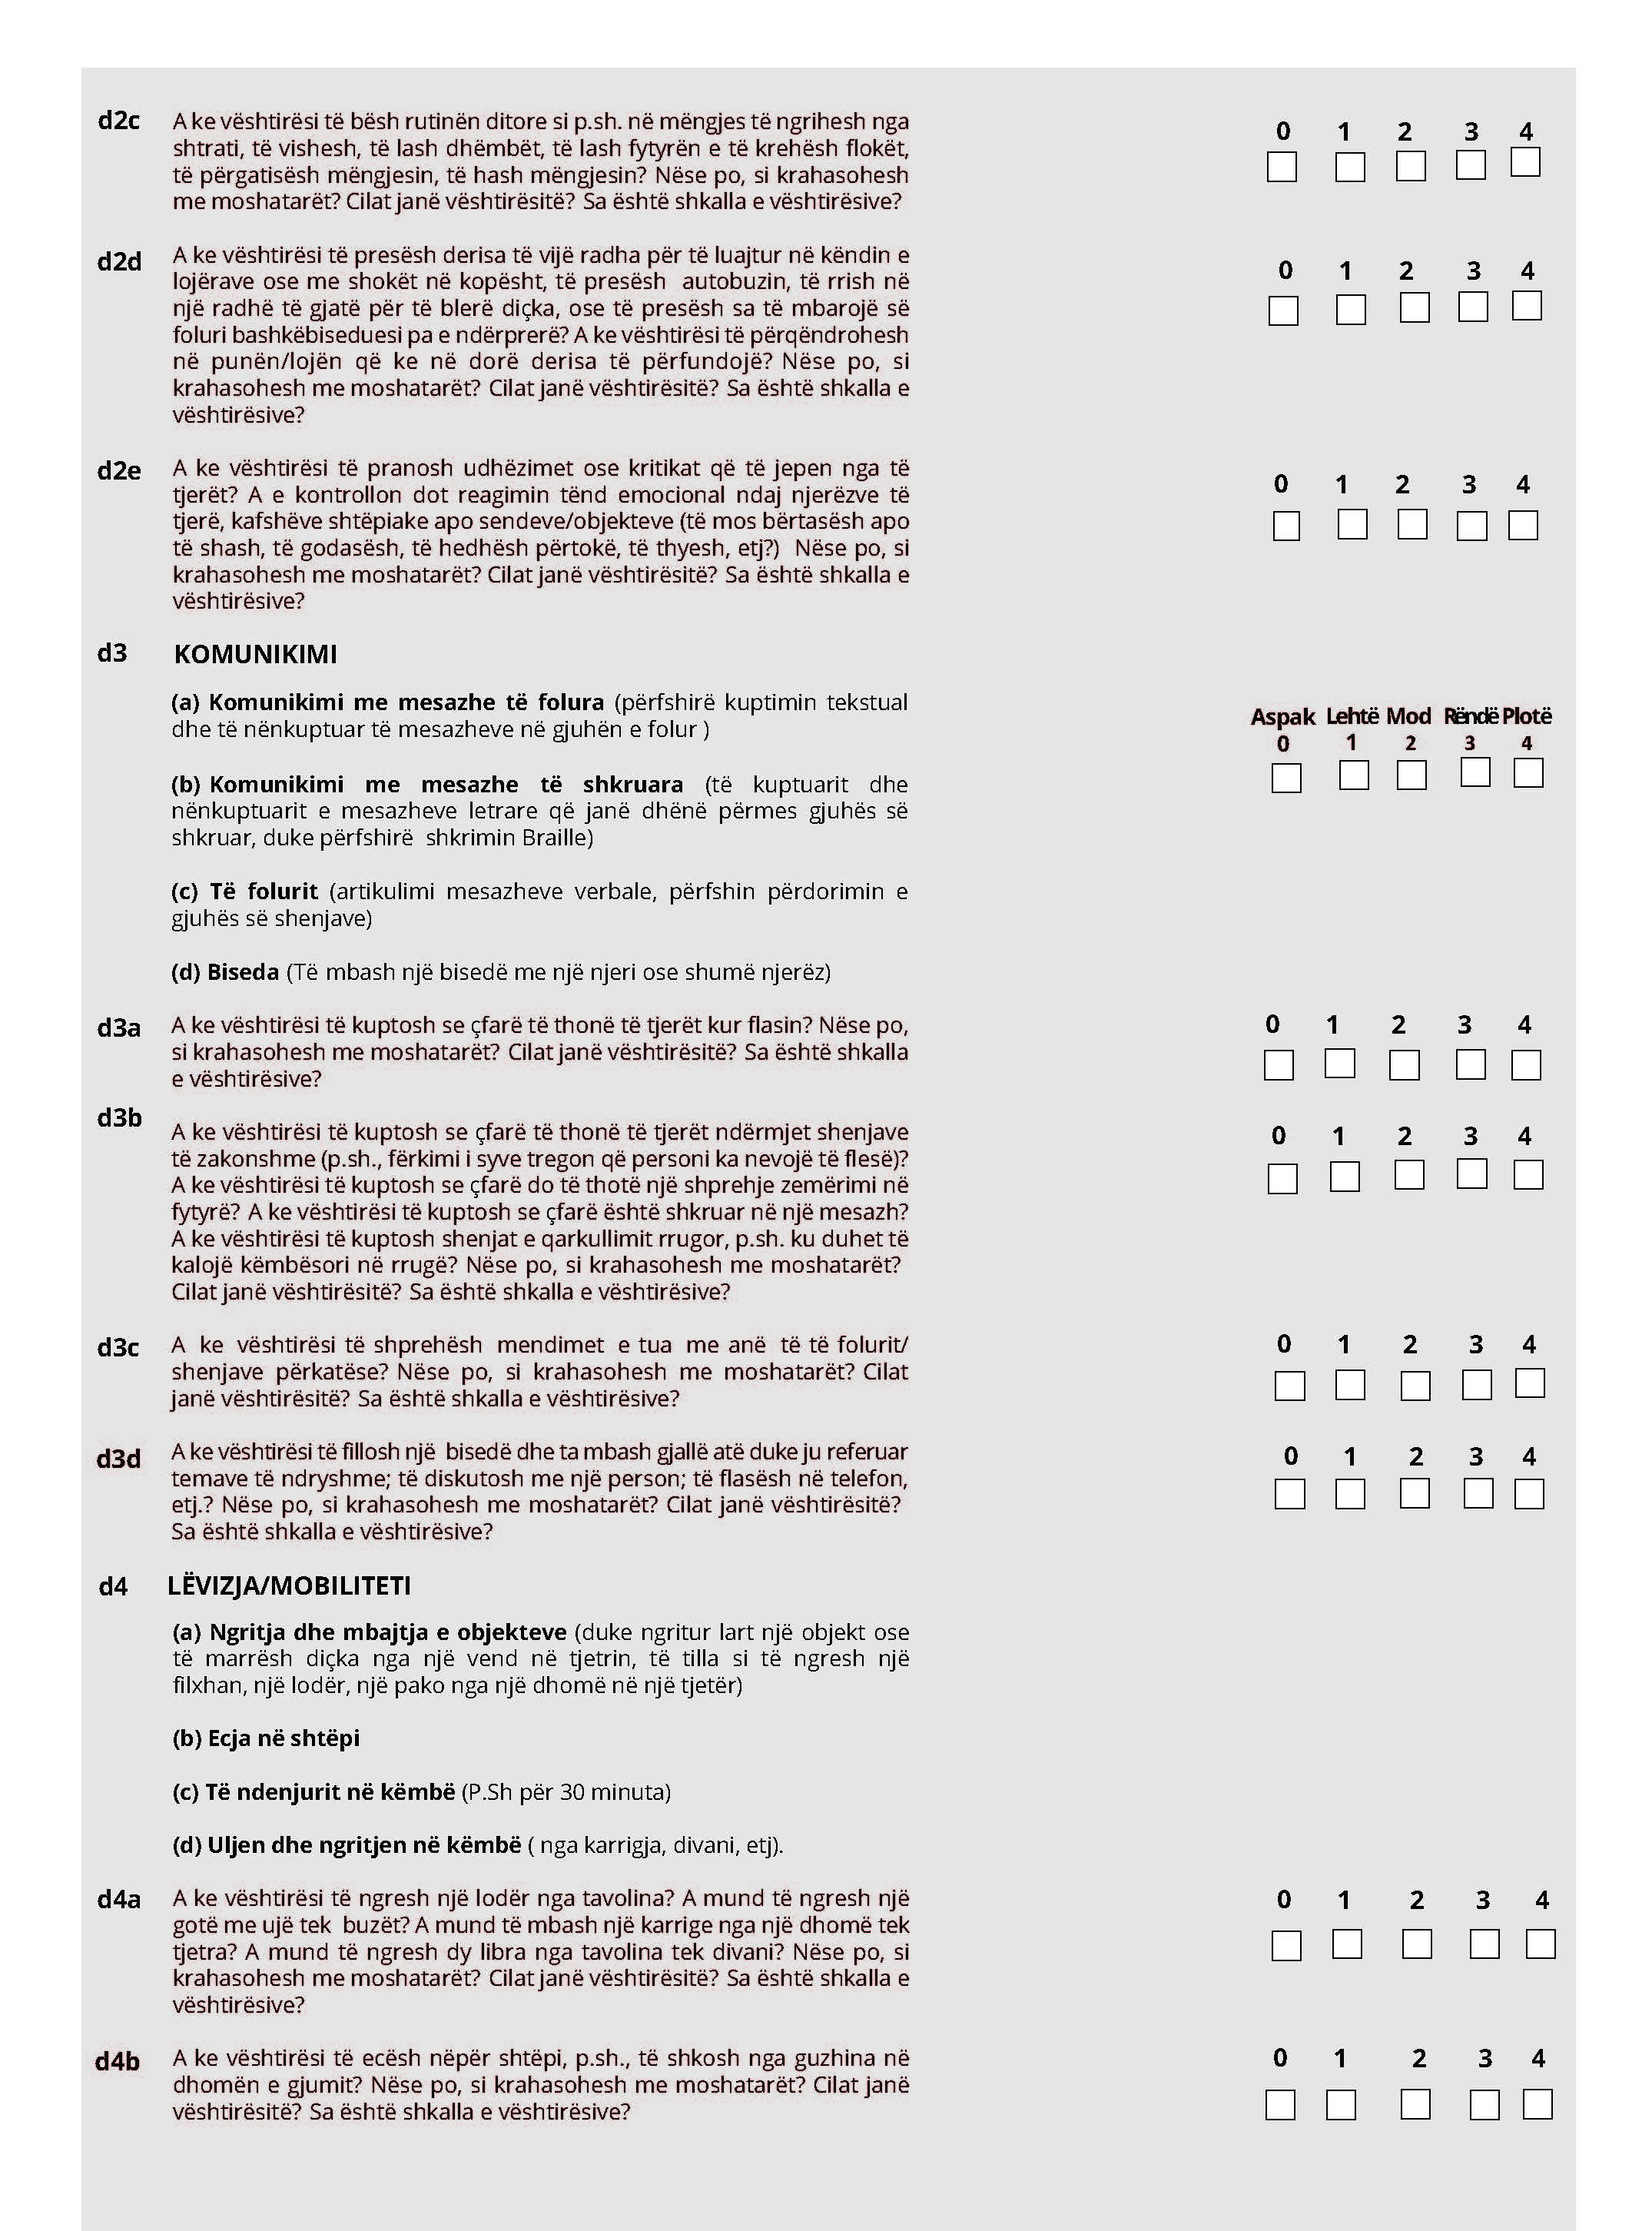 d2c A ke vështirësi të bësh rutinën ditore si p.sh. në mëngjes të ngrihesh nga
shtrati, të vishesh, të lash dhëmbët, të lash fytyrën e të krehësh flokët,
të përgatisësh mëngjesin, të hash mëngjesin? Nëse po, si krahasohesh
me moshatarët? Cilat janë vështirësitë? Sa është shkalla e vështirësive?
0 1 2 3 4
d2d A ke vështirësi të presësh derisa të vijë radha për të luajtur në këndin e
lojërave ose me shokët në kopësht, të presësh autobuzin, të rrish në
një radhë të gjatë për të blerë diçka, ose të presësh sa të mbarojë së
foluri bashkëbiseduesi pa e ndërprerë? A ke vështirësi të përqëndrohesh
në punën/lojën që ke në dorë derisa të përfundojë? Nëse po, si
krahasohesh me moshatarët? Cilat janë vështirësitë? Sa është shkalla e
vështirësive?
0 1 2 3 4
d2e A ke vështirësi të pranosh udhëzimet ose kritikat që të jepen nga të
tjerët? A e kontrollon dot reagimin tënd emocional ndaj njerëzve të
tjerë, kafshëve shtëpiake apo sendeve/objekteve (të mos bërtasësh apo
të shash, të godasësh, të hedhësh përtokë, të thyesh, etj?) Nëse po, si
krahasohesh me moshatarët? Cilat janë vështirësitë? Sa është shkalla e
vështirësive?
0 1 2 3 4
d3 KOMUNIKIMI
(a) Komunikimi me mesazhe të folura (përfshirë kuptimin tekstual
dhe të nënkuptuar të mesazheve në gjuhën e folur )
Aspak Lehtë Mod Rëndë Plotë
0 1 2 3 4
(b) Komunikimi me mesazhe të shkruara (të kuptuarit dhe
nënkuptuarit e mesazheve letrare që janë dhënë përmes gjuhës së
shkruar, duke përfshirë shkrimin Braille)
(c) Të folurit (artikulimi mesazheve verbale, përfshin përdorimin e
gjuhës së shenjave)
(d) Biseda (Të mbash një bisedë me një njeri ose shumë njerëz)
d3a A ke vështirësi të kuptosh se çfarë të thonë të tjerët kur flasin? Nëse po,
si krahasohesh me moshatarët? Cilat janë vështirësitë? Sa është shkalla
e vështirësive?
0 1 2 3 4
d3b A ke vështirësi të kuptosh se çfarë të thonë të tjerët ndërmjet shenjave
të zakonshme (p.sh., fërkimi i syve tregon që personi ka nevojë të flesë)?
A ke vështirësi të kuptosh se çfarë do të thotë një shprehje zemërimi në
fytyrë? A ke vështirësi të kuptosh se çfarë është shkruar në një mesazh?
A ke vështirësi të kuptosh shenjat e qarkullimit rrugor, p.sh. ku duhet të
kalojë këmbësori në rrugë? Nëse po, si krahasohesh me moshatarët?
Cilat janë vështirësitë? Sa është shkalla e vështirësive?
0 1 2 3 4
d3c A ke vështirësi të shprehësh mendimet e tua me anë të të folurit/
shenjave përkatëse? Nëse po, si krahasohesh me moshatarët? Cilat
janë vështirësitë? Sa është shkalla e vështirësive?
0 1 2 3 4
d3d A ke vështirësi të fillosh një bisedë dhe ta mbash gjallë atë duke ju referuar
temave të ndryshme; të diskutosh me një person; të flasësh në telefon,
etj.? Nëse po, si krahasohesh me moshatarët? Cilat janë vështirësitë?
Sa është shkalla e vështirësive?
0 1 2 3 4
d4 LËVIZJA/MOBILITETI
(a) Ngritja dhe mbajtja e objekteve (duke ngritur lart një objekt ose
të marrësh diçka nga një vend në tjetrin, të tilla si të ngresh një
filxhan, një lodër, një pako nga një dhomë në një tjetër)
(b) Ecja në shtëpi
(c) Të ndenjurit në këmbë (P.Sh për 30 minuta)
(d) Uljen dhe ngritjen në këmbë ( nga karrigja, divani, etj).
d4a A ke vështirësi të ngresh një lodër nga tavolina? A mund të ngresh një
gotë me ujë tek buzët? A mund të mbash një karrige nga një dhomë tek
tjetra? A mund të ngresh dy libra nga tavolina tek divani? Nëse po, si
krahasohesh me moshatarët? Cilat janë vështirësitë? Sa është shkalla e
vështirësive?
0 1 2 3 4
d4b A ke vështirësi të ecësh nëpër shtëpi, p.sh., të shkosh nga guzhina në
dhomën e gjumit? Nëse po, si krahasohesh me moshatarët? Cilat janë
vështirësitë? Sa është shkalla e vështirësive?
0 1 2 3 4